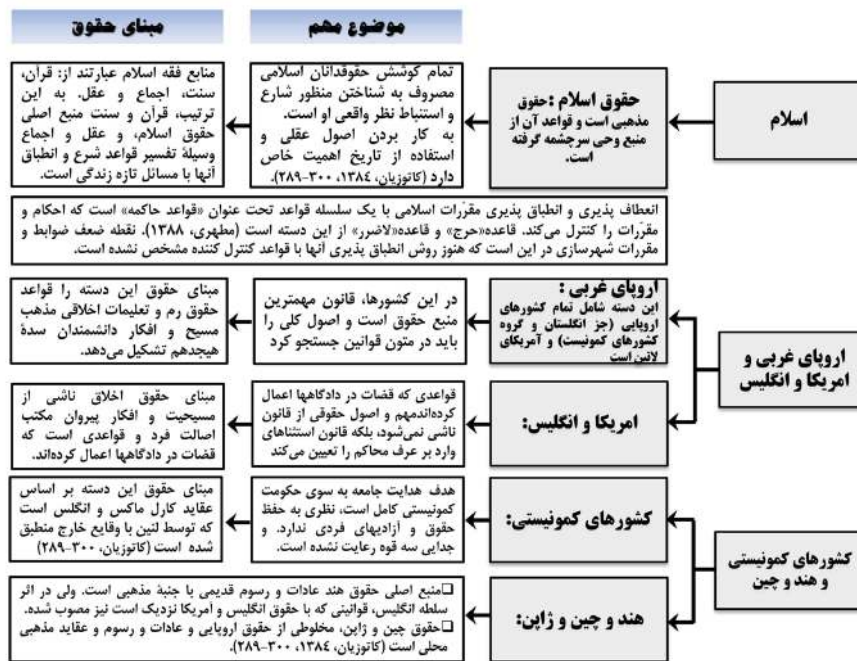 موضوع مهم
مبنای حقوق
اسلام
حقوق اسلام: حقوق
مذهبی است و قواعد آن از
منبع وحی سرچشمه گرفته
است.
تمام کوشش حقوقدانان اسلامی
مصروف به شناختن منظور شارع
و استنباط نظر واقعی او است.
به کار بردن اصول عقلی و
استفاده از تاریخ اهمیت خاص
دارد (کاتوزیان، ۱۳۸٤، ۳۰۰-۲۸۹).
منابع فقه اسلام عبارتند از: قرآن،
سنت، اجماع و عقل. به این
ترتیب، قرآن و سنت منبع اصلی
حقوق اسلام، و عقل و اجماع
وسیلهٔ تفسیر قواعد شرع و انطباق
آنها با مسائل تازه زندگی است.
انعطاف پذیری و انطباق پذیری مقرّرات اسلامی با یک سلسله قواعد تحت عنوان «قواعد حاکمه» است که احکام و
مقرّرات را کنترل می‌کند. قاعده«حرج» و قاعده«لاضرر» از این دسته است (مطهری، ۱۳۸۸). نقطه ضعف ضوابط و
مقررات شهرسازی در این است که هنوز روش انطباق پذیری آنها با قواعد کنترل کننده مشخص نشده است.
اروپای غربی و
امریکا و انگلیس
اروپای غربی:
این دسته شامل تمام کشورهای
اروپایی (جز انگلستان و گروه
کشورهای کمونیست) و آمریکای
لاتین است
در این کشورها، قانون مهمترین
منبع حقوق است و اصول کلی را
باید در متون قوانین جستجو کرد
مبنای حقوق این دسته را قواعد
حقوق رم و تعلیمات اخلاقی مذهب
مسیح و افکار دانشمندان سدهٔ
هیجدهم تشکیل می‌دهد.
امریکا و انگلیس:
قواعدی که قضات در دادگاهها اعمال
کرده‌اندمهم و اصول حقوقی از قانون
ناشی نمی‌شود، بلکه قانون استثناهای
وارد بر عرف محاکم را تعیین می‌کند
مبنای حقوق اخلاق ناشی از
مسیحیت و افکار پیروان مکتب
اصالت فرد و قواعدی است که
قضات در دادگاهها اعمال کرده‌اند.
کشورهای کمونیستی
و هند و چین
کشورهای کمونیستی:
هدف هدایت جامعه به سوی حکومت
کمونیستی کامل است، نظری به حفظ
حقوق و آزادیهای فردی ندارد. و
جدایی سه قوه رعایت نشده است.
مبنای حقوق این دسته بر اساس
عقاید کارل ماکس و انگلس است
که توسط لنین با وقایع خارج منطبق
شده است (کاتوزیان، ۳۰۰-۲۸۹)
هند و چین و ژاپن:
❑منبع اصلی حقوق هند عادات و رسوم قدیمی با جنبهٔ مذهبی است. ولی در اثر
سلطه انگلیس، قوانینی که با حقوق انگلیس و آمریکا نزدیک است نیز مصوب شده.
❑حقوق چین و ژاپن، مخلوطی از حقوق اروپایی و عادات و رسوم و عقاید مذهبی
محلی است (کاتوزیان، ۱۳۸٤، ۳۰۰-۲۸۹).